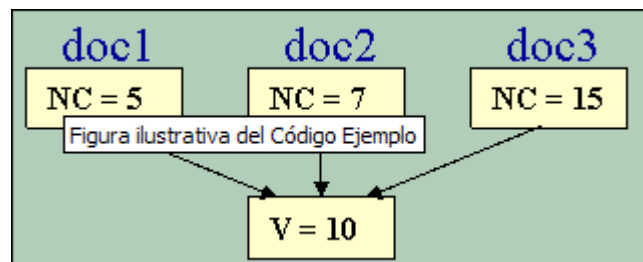 doc1 doc2 doc3
NC = 5 NC = 7 NC = 15
Figura ilustrativa del Código Ejemplo
V = 10